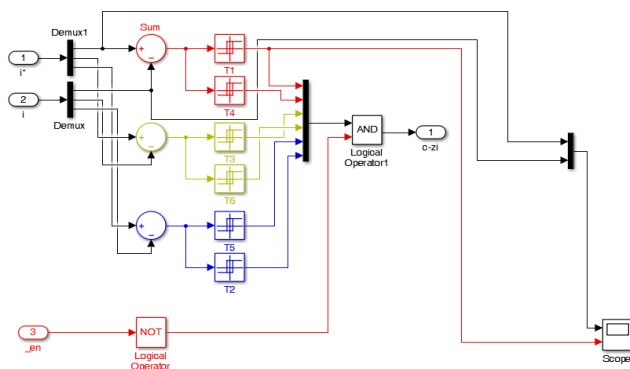 Demux1
Sum
1
i*
T1
2
i
Demux
T4
T3
AND
Logical
Operator1
1
c-zi
T6
T5
T2
3
_en
NOT
Logical
Operator
Scope